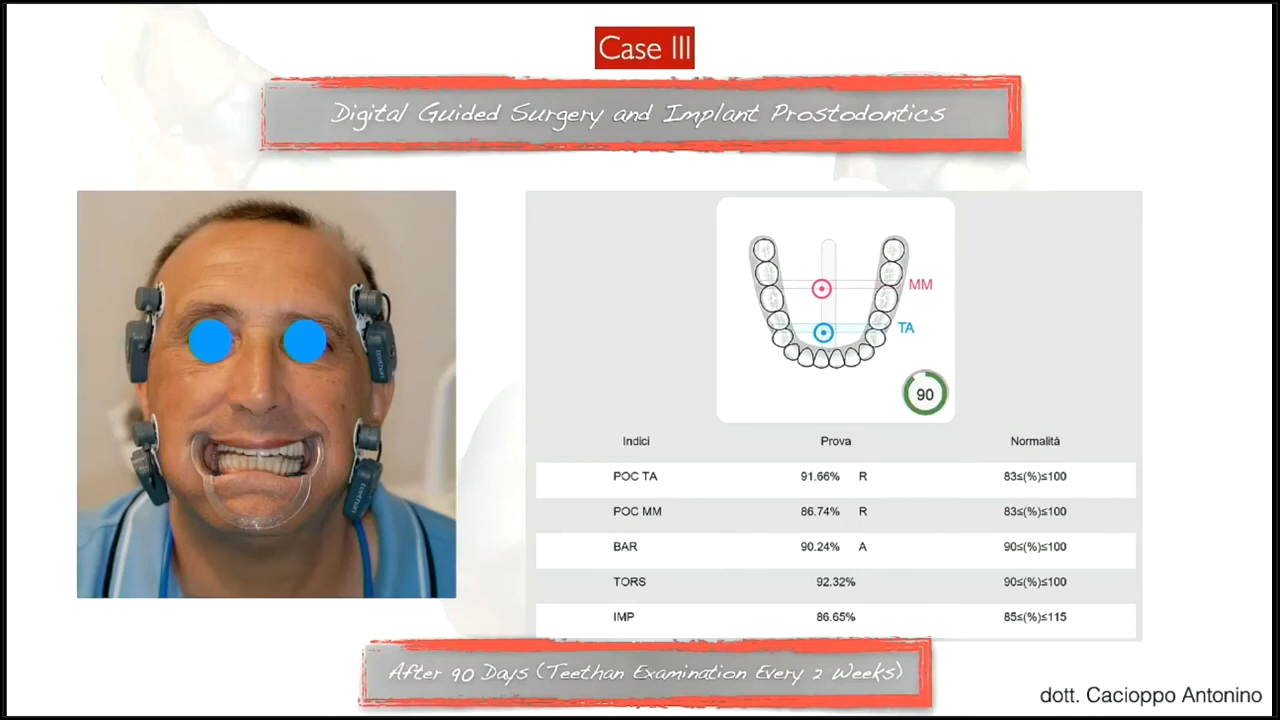 Case III
Digital Guided Surgery and Implant Prostodontics
MM
TA
90
Indici Prova Normalità
POC TA 91.66% R 83≤(%)≤100
POC MM 86.74% R 83≤(%)≤100
BAR 90.24% A 90≤(%)≤100
TORS 92.32% 90≤(%)≤100
IMP 86.65% 85≤(%)≤115
After 90 Days (Teethan Examination Every 2 Weeks)
dott. Cacioppo Antonino